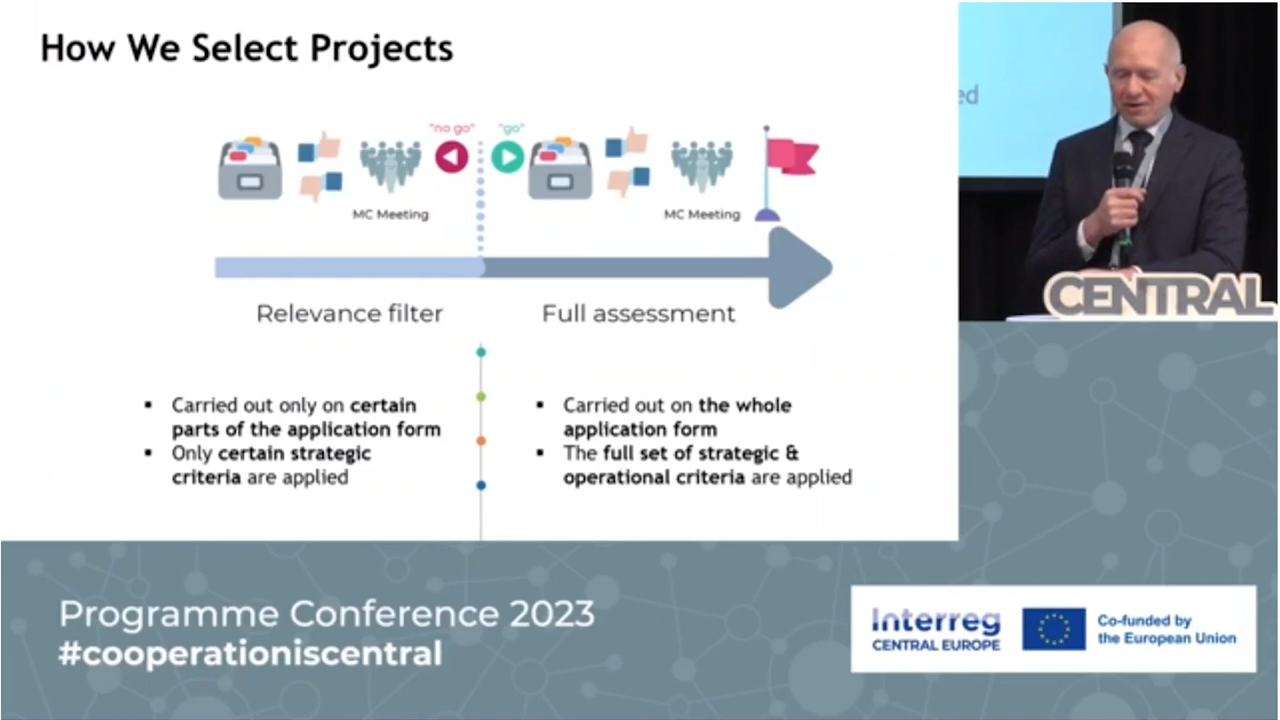 How We Select Projects
"no go"
"go"
MC Meeting
MC Meeting
Relevance filter
Full assessment
▪ Carried out only on certain
parts of the application form
▪ Only certain strategic
criteria are applied
▪ Carried out on the whole
application form
▪ The full set of strategic &
operational criteria are applied
ed
CENTRAL
Programme Conference 2023
#cooperationiscentral
Interreg
CENTRAL EUROPE
Co-funded by
the European Union